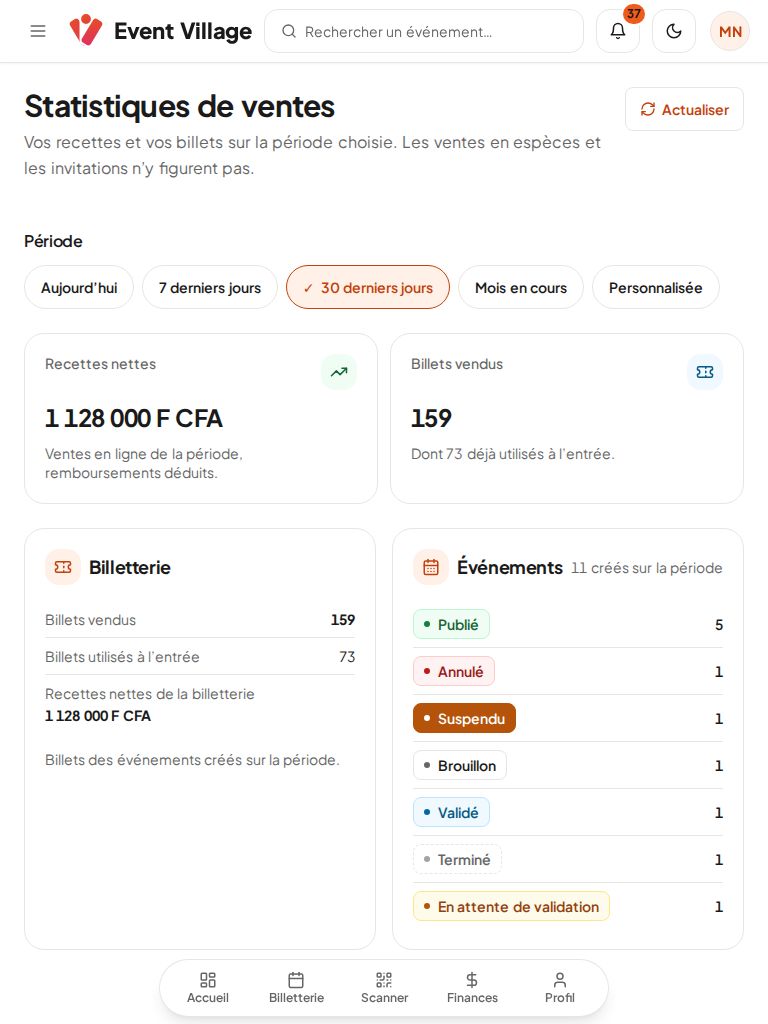 Event Village
Rechercher un événement…
37
MN
Statistiques de ventes
Actualiser
Vos recettes et vos billets sur la période choisie. Les ventes en espèces et
les invitations n'y figurent pas.
Période
Aujourd'hui
7 derniers jours
✓ 30 derniers jours
Mois en cours
Personnalisée
Recettes nettes
1 128 000 F CFA
Ventes en ligne de la période,
remboursements déduits.
Billets vendus
159
Dont 73 déjà utilisés à l'entrée.
Billetterie
Billets vendus 159
Billets utilisés à l'entrée 73
Recettes nettes de la billetterie
1 128 000 F CFA
Billets des événements créés sur la période.
Événements 11 créés sur la période
Publié 5
Annulé 1
Suspendu 1
Brouillon 1
Validé 1
Terminé 1
En attente de validation 1
Accueil
Billetterie
Scanner
Finances
Profil